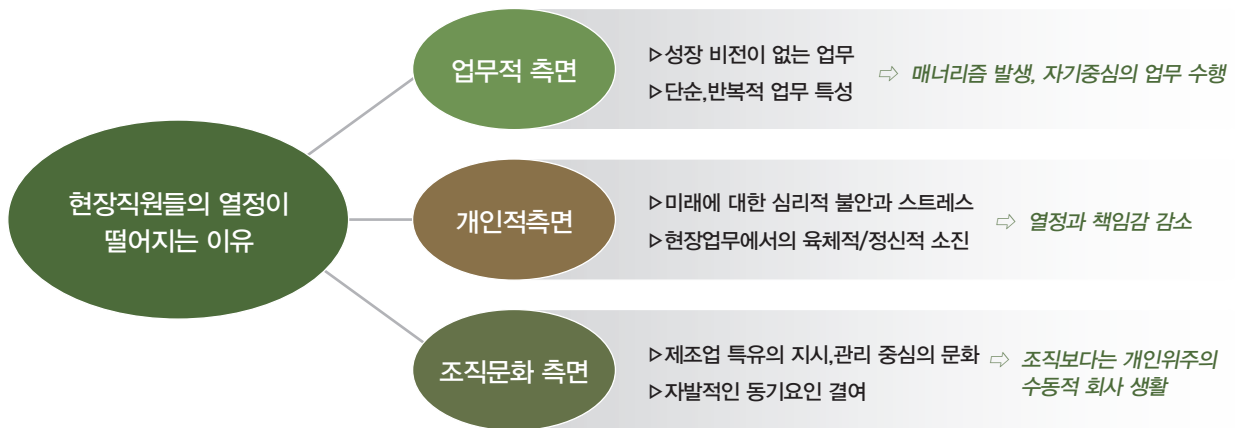 현장직원들의 열정이
떨어지는 이유
업무적 측면
▷성장 비전이 없는 업무
▷단순,반복적 업무 특성
⇨ 매너리즘 발생, 자기중심의 업무 수행
개인적측면
▷미래에 대한 심리적 불안과 스트레스
▷현장업무에서의 육체적/정신적 소진
⇨ 열정과 책임감 감소
조직문화 측면
▷제조업 특유의 지시,관리 중심의 문화
▷자발적인 동기요인 결여
⇨ 조직보다는 개인위주의
수동적 회사 생활